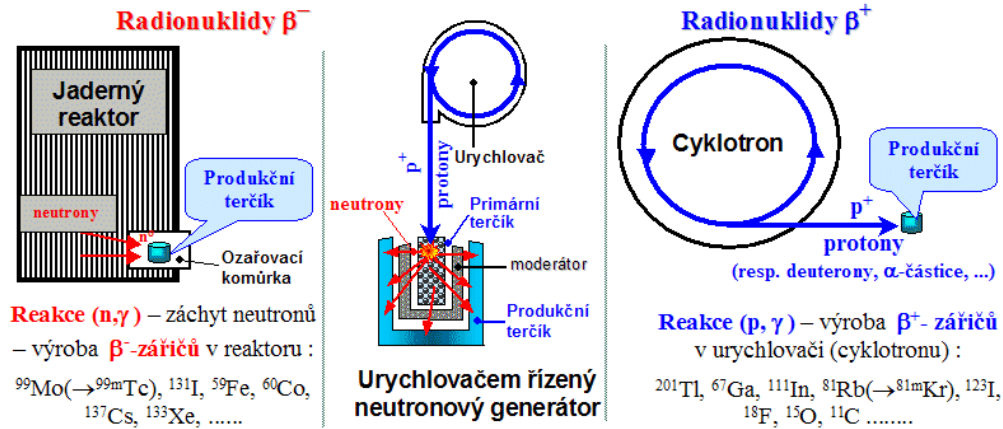 Radionuklidy β⁻
Jaderný
reaktor
Produkční
terčík
neutrony
n⁰
Ozařovací
komůrka
Reakce (n,γ) – záchyt neutronů
– výroba β⁻-zářičů v reaktoru :
⁹⁹Mo(→⁹⁹ᵐTc), ¹³¹I, ⁵⁹Fe, ⁶⁰Co,
¹³⁷Cs, ¹³³Xe, ......
Urychlovač
p⁺
protony
neutrony
Primární
terčík
moderátor
Produkční
terčík
Urychlovačem řízený
neutronový generátor
Radionuklidy β⁺
Cyklotron
Produkční
terčík
p⁺
protony
(resp. deuterony, α-částice, ...)
Reakce (p, γ) – výroba β⁺- zářičů
v urychlovači (cyklotronu) :
²⁰¹Tl, ⁶⁷Ga, ¹¹¹In, ⁸¹Rb(→⁸¹ᵐKr), ¹²³I,
¹⁸F, ¹⁵O, ¹¹C ........